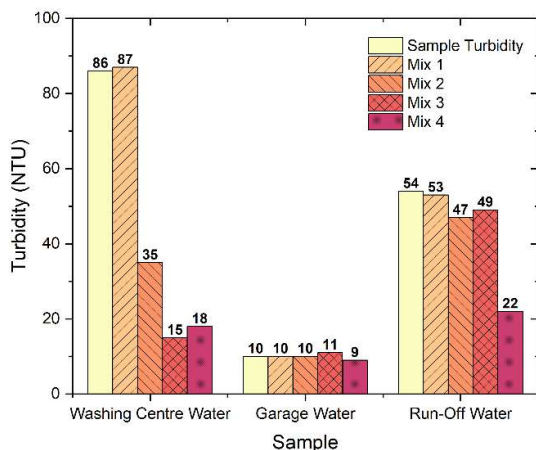 100
80
60
40
20
0
Turbidity (NTU)
Sample Turbidity
Mix 1
Mix 2
Mix 3
Mix 4
86
87
35
15
18
10
10
10
11
9
54
53
47
49
22
Washing Centre Water
Garage Water
Run-Off Water
Sample